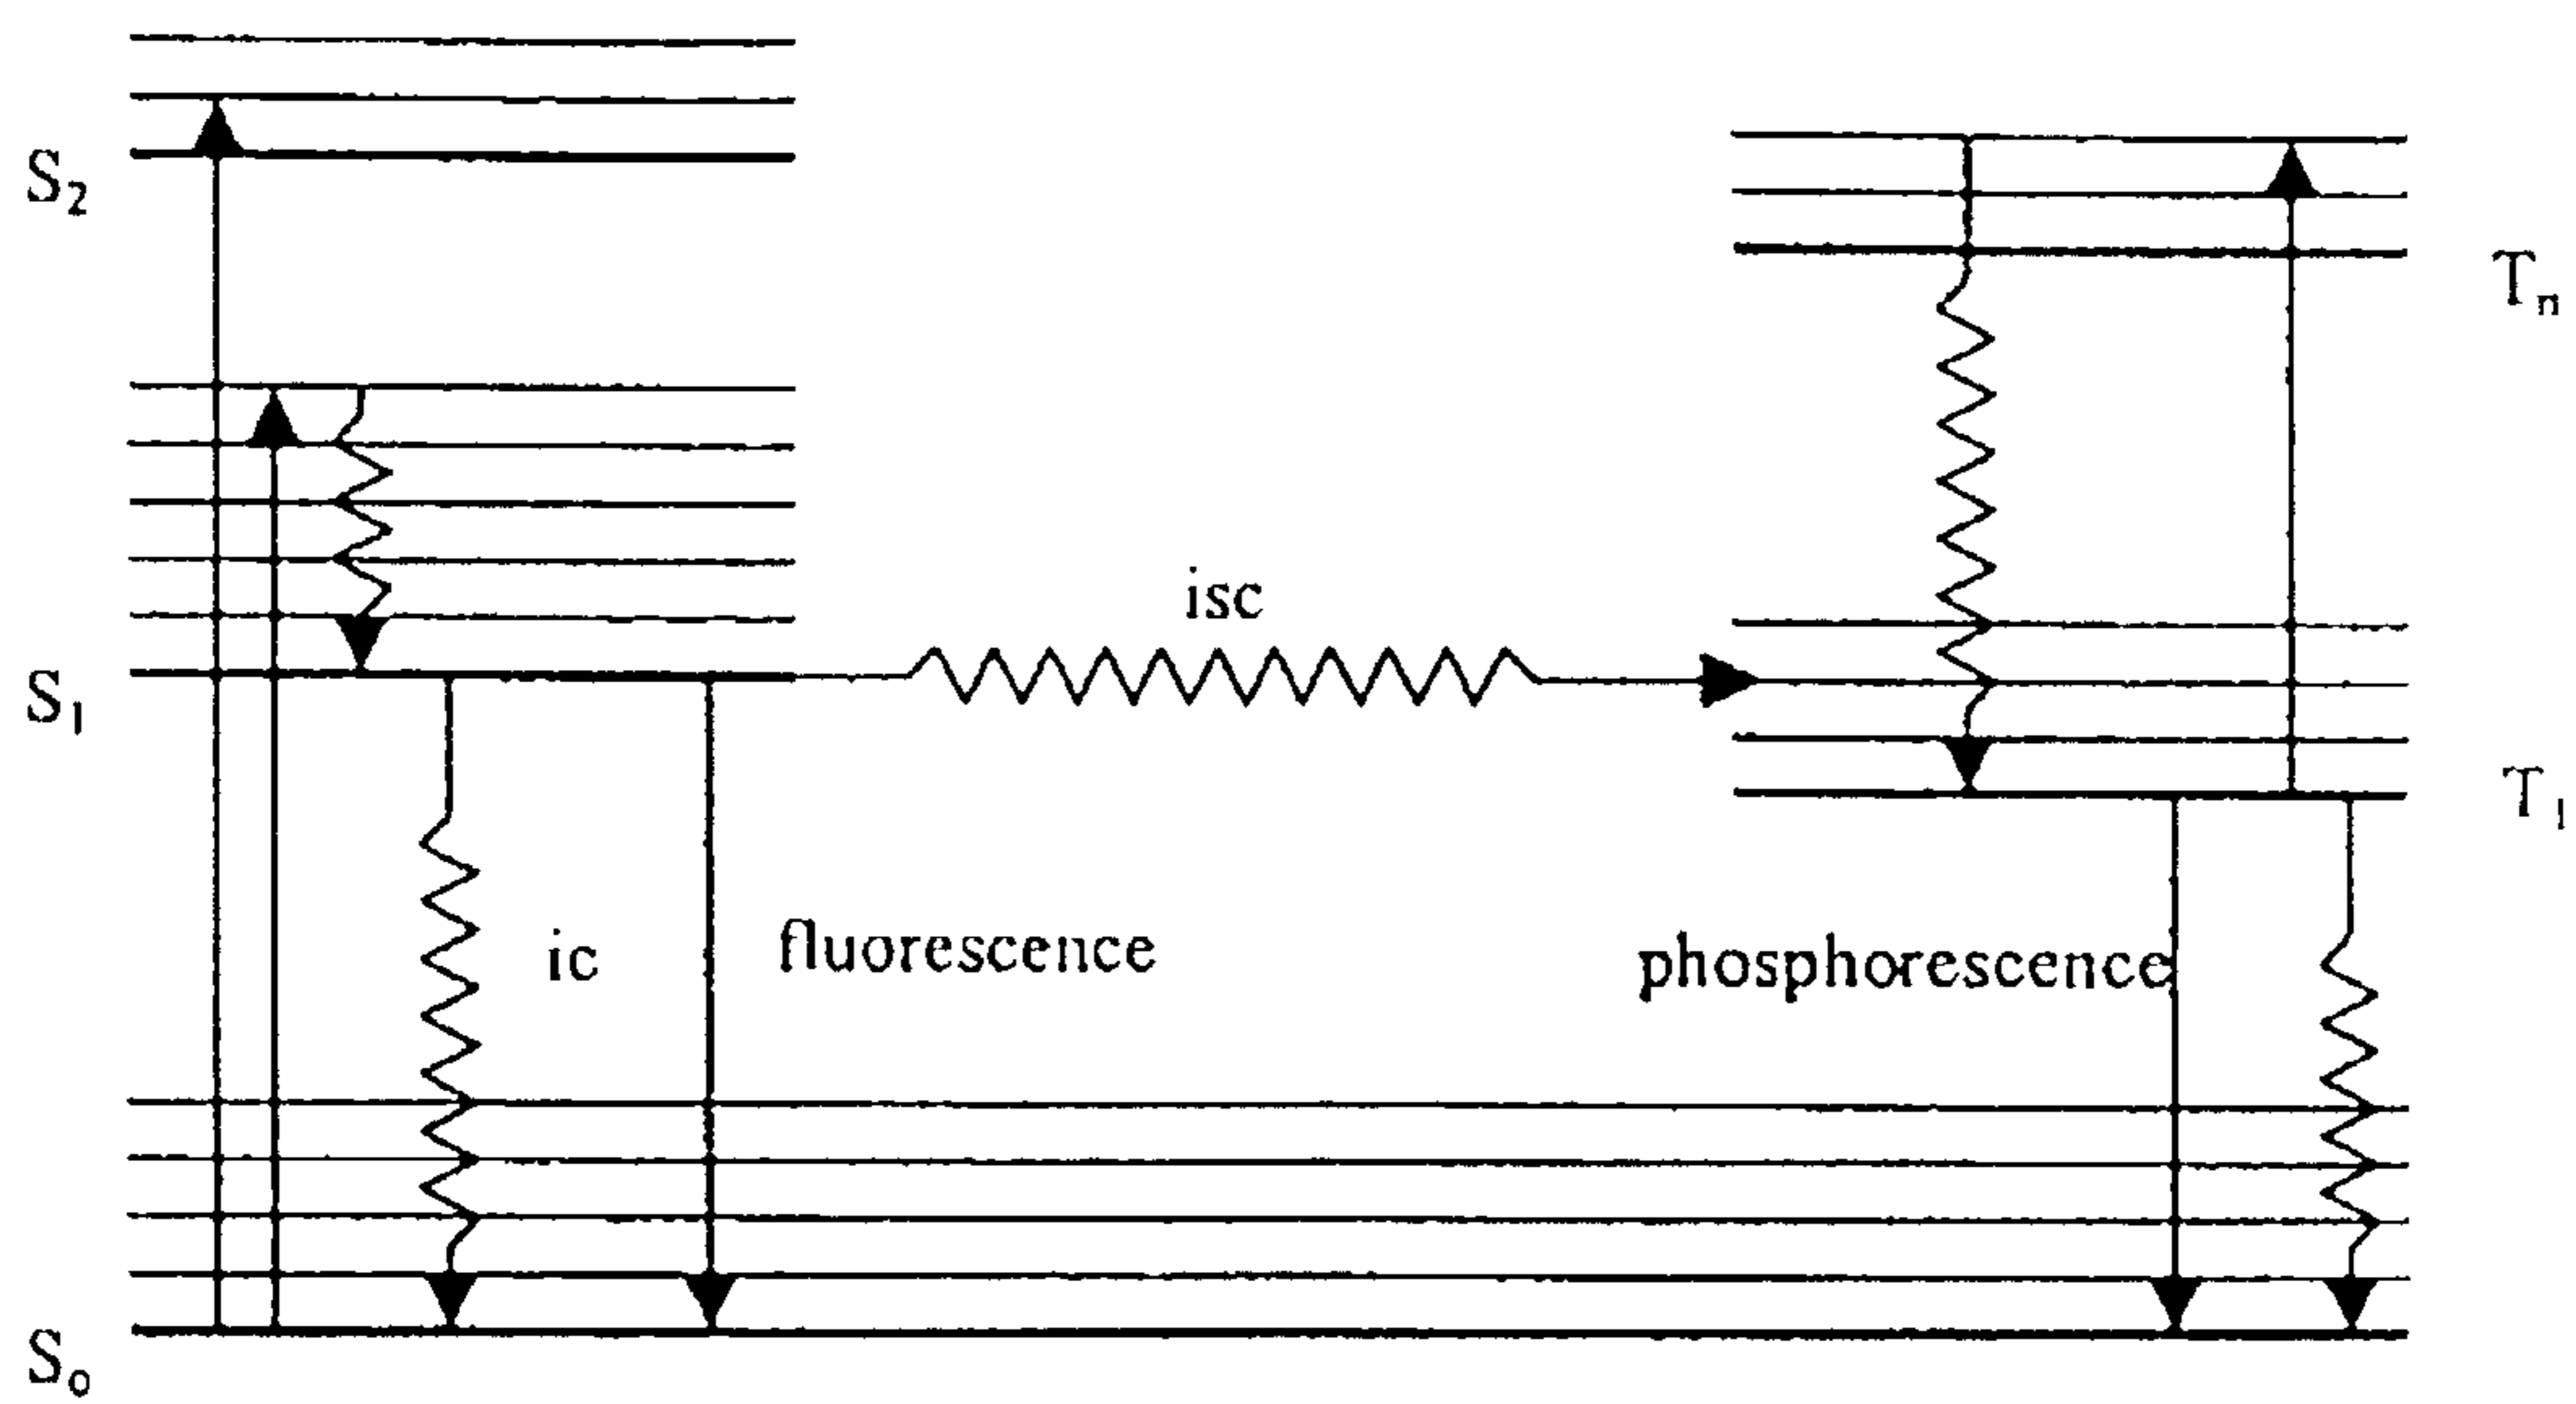 S₂
Tₙ
isc
S₁
T₁
ic
fluorescence
phosphorescence
S₀